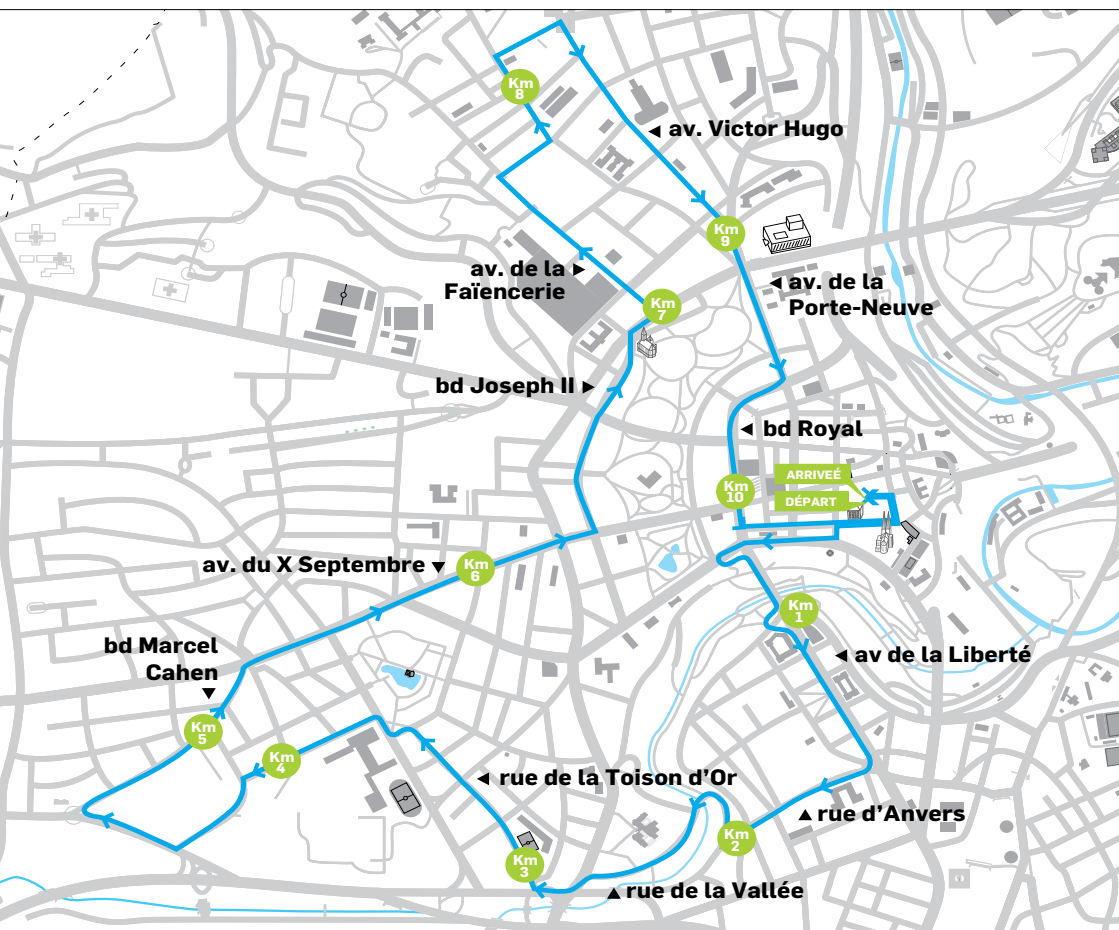 Km
8
◄ av. Victor Hugo
Km
9
av. de la ►
Faïencerie
◄ av. de la
Porte-Neuve
Km
7
bd Joseph II ►
◄ bd Royal
Km
10
ARRIVEÉ
DÉPART
av. du X Septembre ▼
Km
6
Km
1
bd Marcel
Cahen
▼
◄ av de la Liberté
Km
5
Km
4
◄ rue de la Toison d’Or
▲ rue d’Anvers
Km
2
Km
3
▲ rue de la Vallée